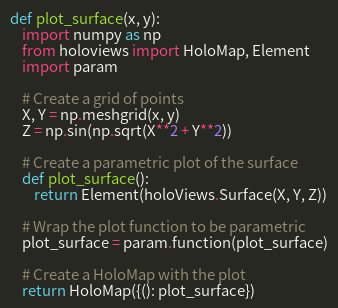 def plot_surface(x, y):
    import numpy as np
    from holoviews import HoloMap, Element
    import param

    # Create a grid of points
    X, Y = np.meshgrid(x, y)
    Z = np.sin(np.sqrt(X**2 + Y**2))

    # Create a parametric plot of the surface
    def plot_surface():
        return Element(holoViews.Surface(X, Y, Z))

    # Wrap the plot function to be parametric
    plot_surface = param.function(plot_surface)

    # Create a HoloMap with the plot
    return HoloMap({(): plot_surface})